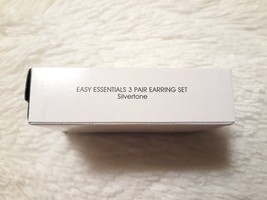 EASY ESSENTIALS 3 PAIR EARRING SET
Silvertone